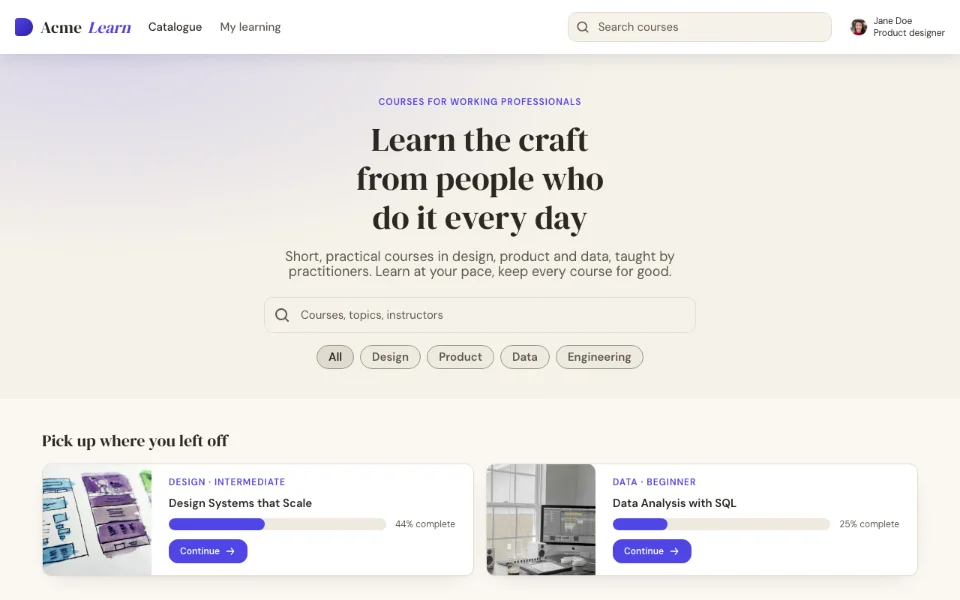 Acme Learn
Catalogue
My learning
Search courses
Jane Doe
Product designer
COURSES FOR WORKING PROFESSIONALS
Learn the craft
from people who
do it every day
Short, practical courses in design, product and data, taught by
practitioners. Learn at your pace, keep every course for good.
Courses, topics, instructors
All
Design
Product
Data
Engineering
Pick up where you left off
DESIGN · INTERMEDIATE
Design Systems that Scale
44% complete
Continue →
DATA · BEGINNER
Data Analysis with SQL
25% complete
Continue →